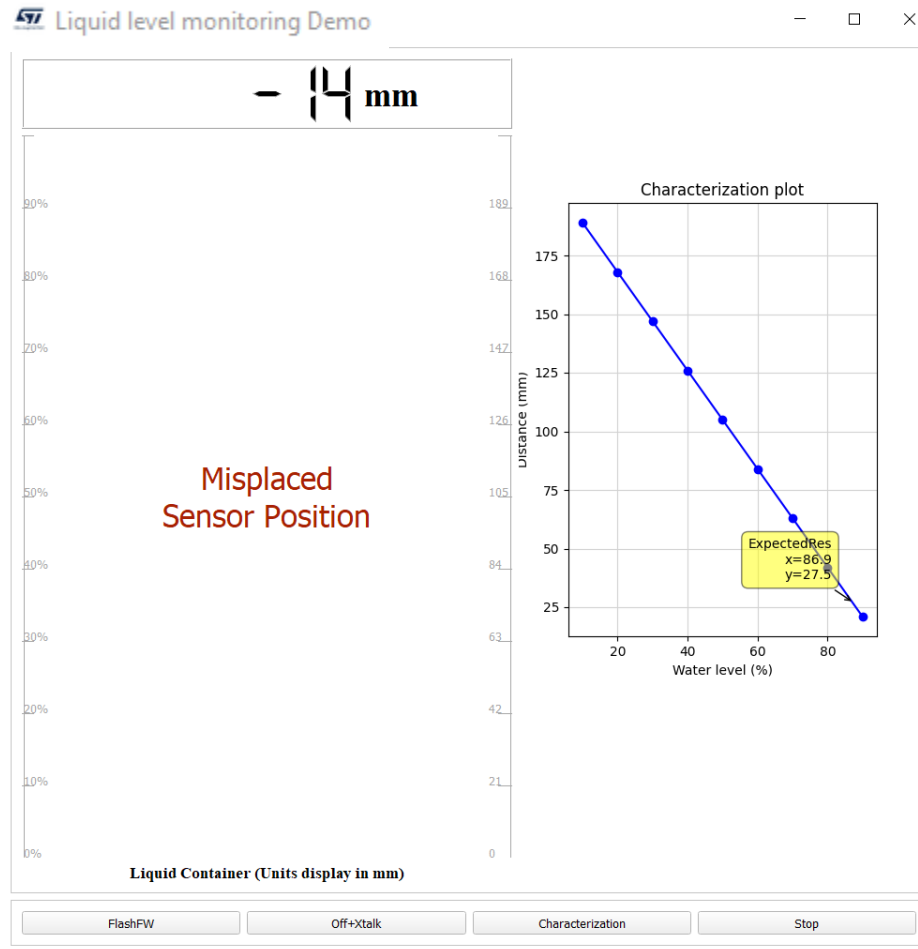 Liquid level monitoring Demo
- 14 mm
90% 189
80% 168
70% 147
60% 126
50% 105
40% 84
30% 63
20% 42
10% 21
0% 0
Misplaced
Sensor Position
Liquid Container (Units display in mm)
Characterization plot
Distance (mm)
175
150
125
100
75
50
25
ExpectedRes
x=86.9
y=27.5
20 40 60 80
Water level (%)
FlashFW Off+Xtalk Characterization Stop